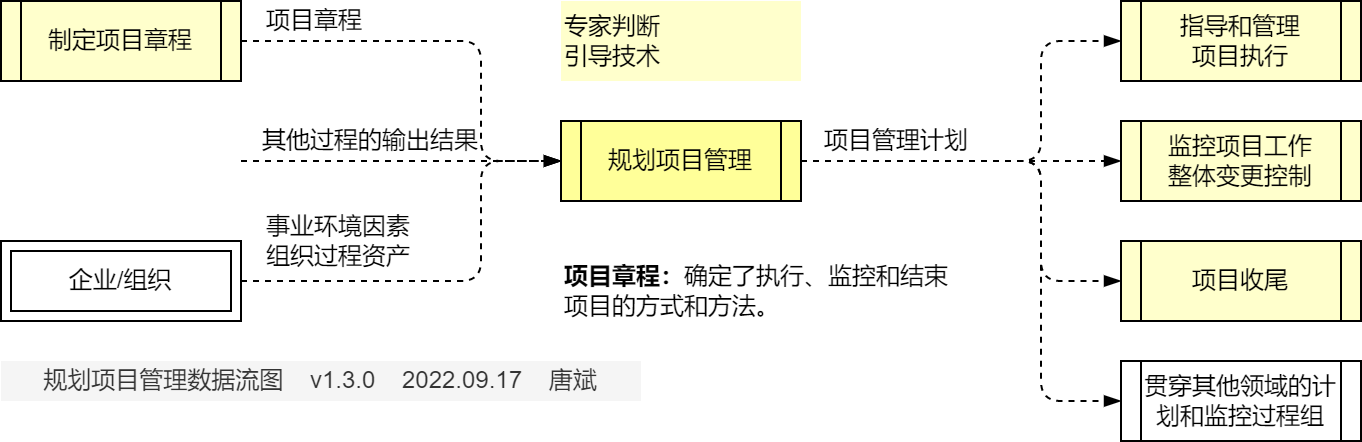 制定项目章程
项目章程
专家判断
引导技术
指导和管理
项目执行
其他过程的输出结果
规划项目管理
项目管理计划
监控项目工作
整体变更控制
事业环境因素
组织过程资产
企业/组织
项目章程：确定了执行、监控和结束
项目的方式和方法。
项目收尾
规划项目管理数据流图 v1.3.0 2022.09.17 唐斌
贯穿其他领域的计
划和监控过程组